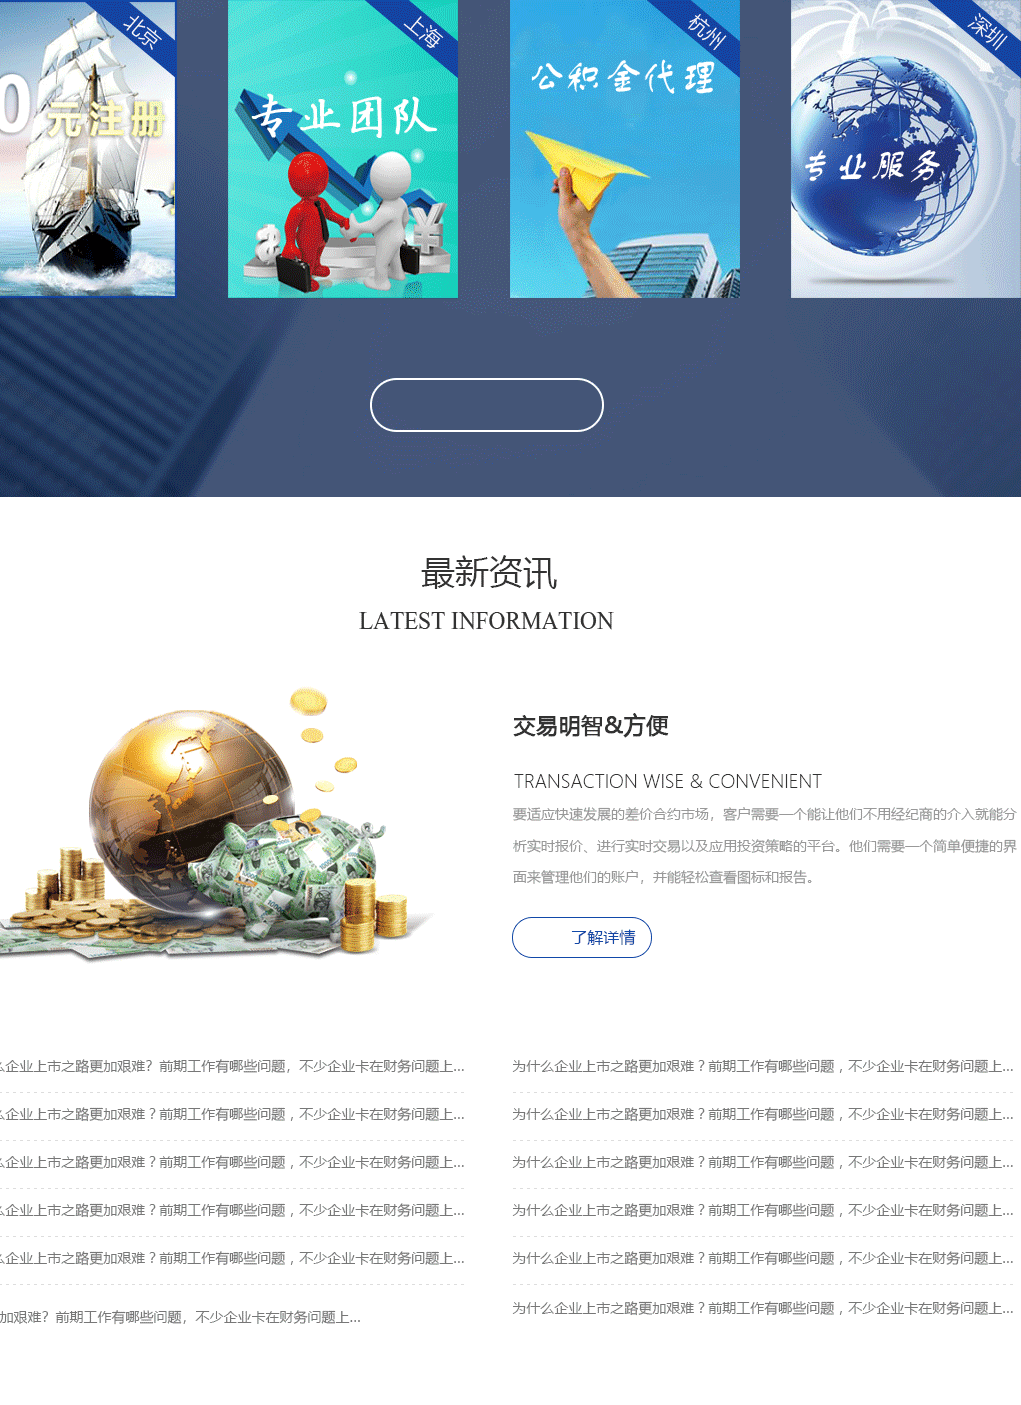 北京
0元注册
上海
专业团队
杭州
公积金代理
深圳
专业服务
最新资讯
LATEST INFORMATION
交易明智&方便
TRANSACTION WISE & CONVENIENT
要适应快速发展的差价合约市场，客户需要一个能让他们不用经纪商的介入就能分
析实时报价、进行实时交易以及应用投资策略的平台。他们需要一个简单便捷的界
面来管理他们的账户，并能轻松查看图标和报告。
了解详情
么企业上市之路更加艰难？前期工作有哪些问题，不少企业卡在财务问题上...
为什么企业上市之路更加艰难？前期工作有哪些问题，不少企业卡在财务问题上...
么企业上市之路更加艰难？前期工作有哪些问题，不少企业卡在财务问题上...
为什么企业上市之路更加艰难？前期工作有哪些问题，不少企业卡在财务问题上...
么企业上市之路更加艰难？前期工作有哪些问题，不少企业卡在财务问题上...
为什么企业上市之路更加艰难？前期工作有哪些问题，不少企业卡在财务问题上...
么企业上市之路更加艰难？前期工作有哪些问题，不少企业卡在财务问题上...
为什么企业上市之路更加艰难？前期工作有哪些问题，不少企业卡在财务问题上...
么企业上市之路更加艰难？前期工作有哪些问题，不少企业卡在财务问题上...
为什么企业上市之路更加艰难？前期工作有哪些问题，不少企业卡在财务问题上...
加艰难？前期工作有哪些问题，不少企业卡在财务问题上...
为什么企业上市之路更加艰难？前期工作有哪些问题，不少企业卡在财务问题上...